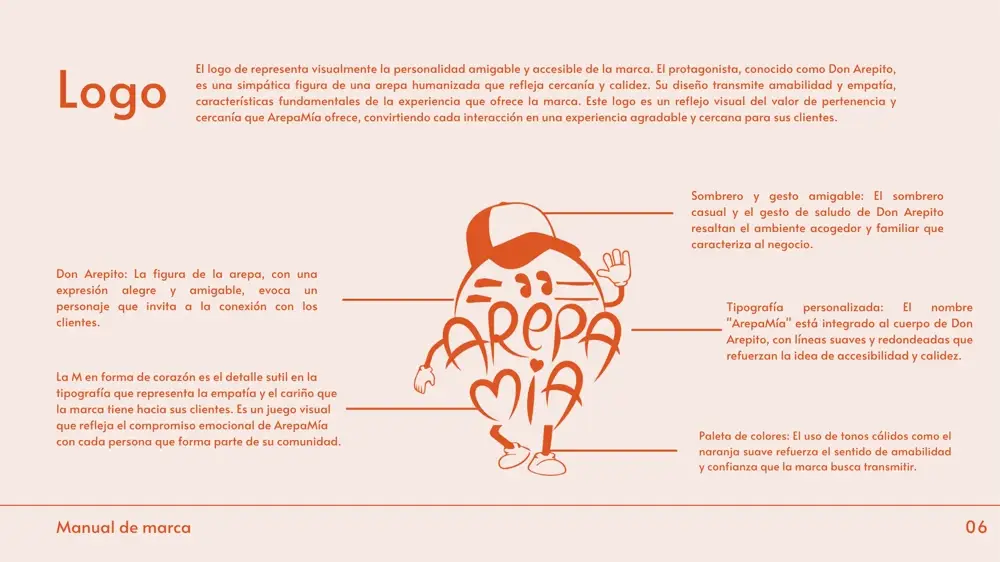 Logo
El logo de representa visualmente la personalidad amigable y accesible de la marca. El protagonista, conocido como Don Arepito,
es una simpática figura de una arepa humanizada que refleja cercanía y calidez. Su diseño transmite amabilidad y empatía,
características fundamentales de la experiencia que ofrece la marca. Este logo es un reflejo visual del valor de pertenencia y
cercanía que ArepaMía ofrece, convirtiendo cada interacción en una experiencia agradable y cercana para sus clientes.
Sombrero y gesto amigable: El sombrero
casual y el gesto de saludo de Don Arepito
resaltan el ambiente acogedor y familiar que
caracteriza al negocio.
Don Arepito: La figura de la arepa, con una
expresión alegre y amigable, evoca un
personaje que invita a la conexión con los
clientes.
AREPA
MÍA
Tipografía personalizada: El nombre
"ArepaMía" está integrado al cuerpo de Don
Arepito, con líneas suaves y redondeadas que
refuerzan la idea de accesibilidad y calidez.
La M en forma de corazón es el detalle sutil en la
tipografía que representa la empatía y el cariño que
la marca tiene hacia sus clientes. Es un juego visual
que refleja el compromiso emocional de ArepaMía
con cada persona que forma parte de su comunidad.
Paleta de colores: El uso de tonos cálidos como el
naranja suave refuerza el sentido de amabilidad
y confianza que la marca busca transmitir.
Manual de marca
06